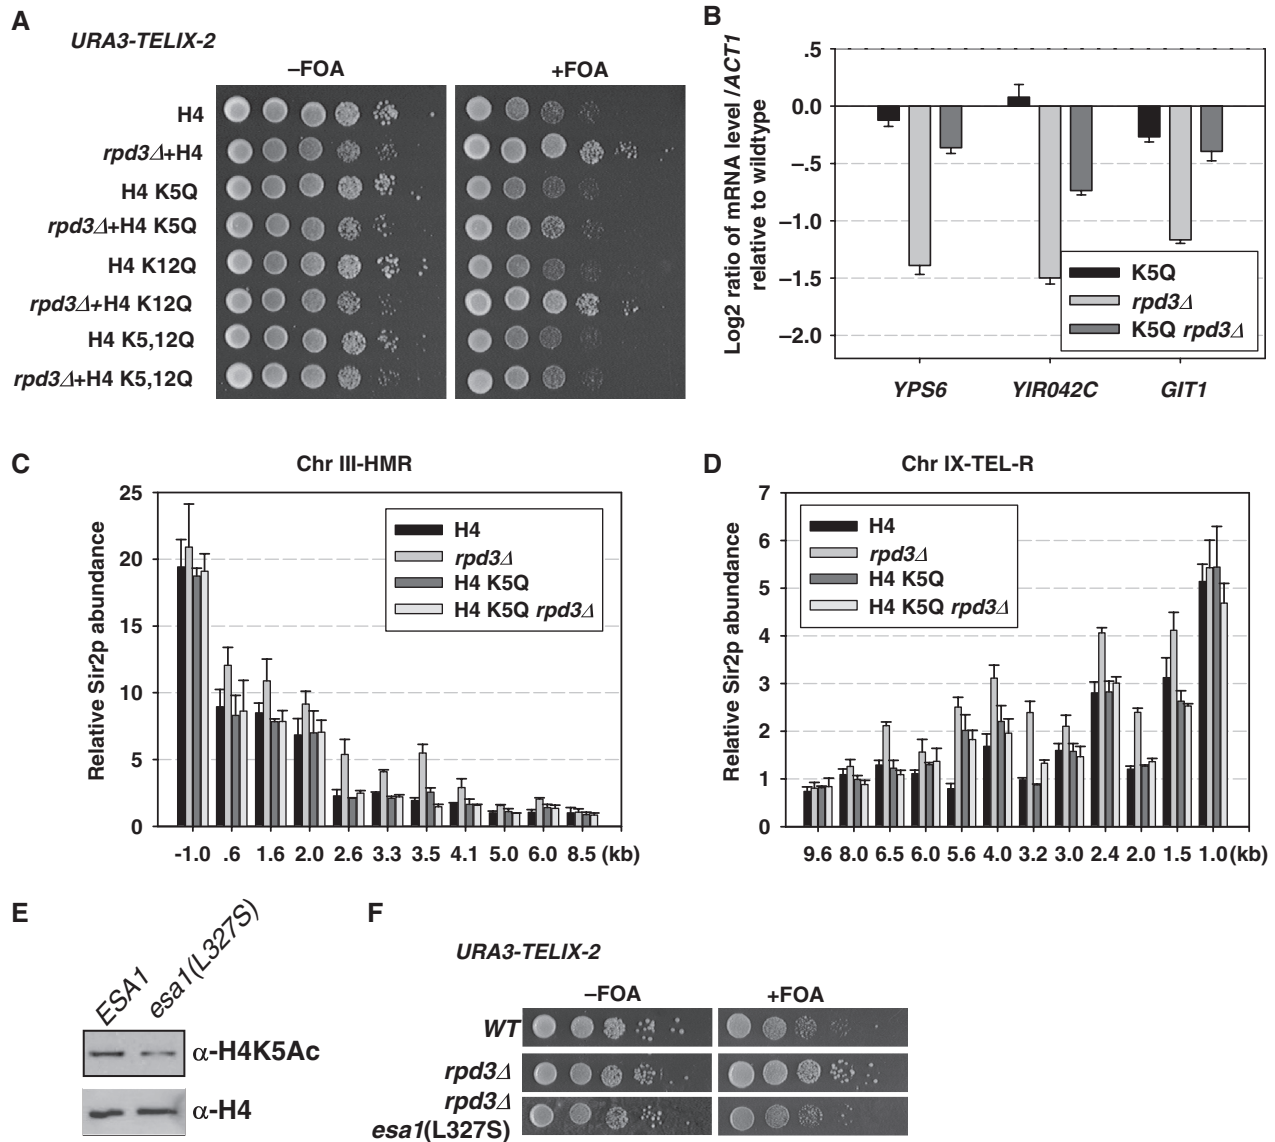 A
URA3-TELIX-2
–FOA
+FOA
H4
rpd3Δ+H4
H4 K5Q
rpd3Δ+H4 K5Q
H4 K12Q
rpd3Δ+H4 K12Q
H4 K5,12Q
rpd3Δ+H4 K5,12Q
B
Log2 ratio of mRNA level /ACT1
relative to wildtype
.5
0.0
–.5
–1.0
–1.5
–2.0
K5Q
rpd3Δ
K5Q rpd3Δ
YPS6 YIR042C GIT1
C
Chr III-HMR
Relative Sir2p abundance
25
20
15
10
5
0
H4
rpd3Δ
H4 K5Q
H4 K5Q rpd3Δ
-1.0 .6 1.6 2.0 2.6 3.3 3.5 4.1 5.0 6.0 8.5 (kb)
D
Chr IX-TEL-R
Relative Sir2p abundance
7
6
5
4
3
2
1
0
H4
rpd3Δ
H4 K5Q
H4 K5Q rpd3Δ
9.6 8.0 6.5 6.0 5.6 4.0 3.2 3.0 2.4 2.0 1.5 1.0 (kb)
E
ESA1
esa1(L327S)
α-H4K5Ac
α-H4
F
URA3-TELIX-2
–FOA
+FOA
WT
rpd3Δ
rpd3Δ
esa1(L327S)